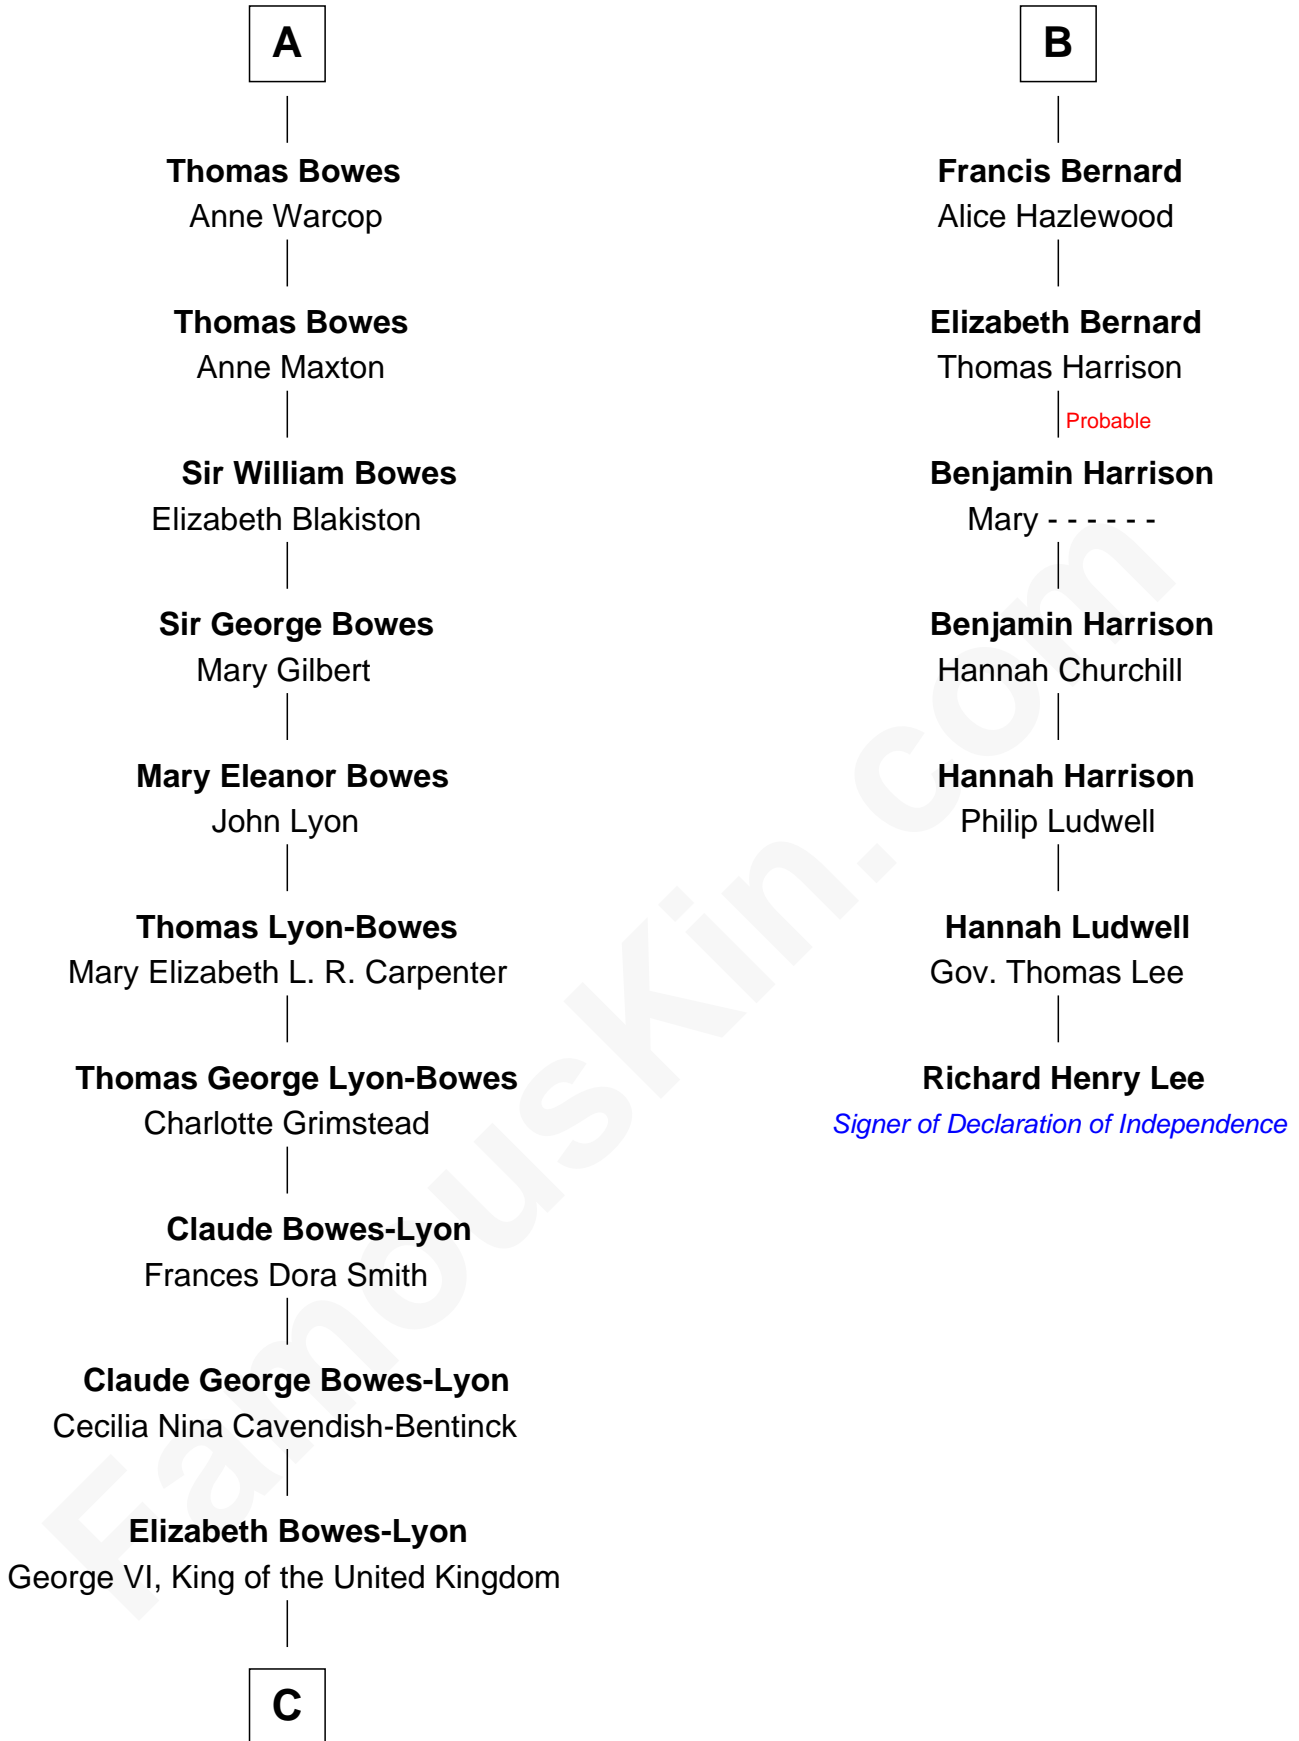 A
Thomas Bowes
Anne Warcop
Thomas Bowes
Anne Maxton
Sir William Bowes
Elizabeth Blakiston
Sir George Bowes
Mary Gilbert
Mary Eleanor Bowes
John Lyon
Thomas Lyon-Bowes
Mary Elizabeth L. R. Carpenter
Thomas George Lyon-Bowes
Charlotte Grimstead
Claude Bowes-Lyon
Frances Dora Smith
Claude George Bowes-Lyon
Cecilia Nina Cavendish-Bentinck
Elizabeth Bowes-Lyon
George VI, King of the United Kingdom
C
B
Francis Bernard
Alice Hazlewood
Elizabeth Bernard
Thomas Harrison
Probable
Benjamin Harrison
Mary - - - - - -
Benjamin Harrison
Hannah Churchill
Hannah Harrison
Philip Ludwell
Hannah Ludwell
Gov. Thomas Lee
Richard Henry Lee
Signer of Declaration of Independence
FamousKin.com